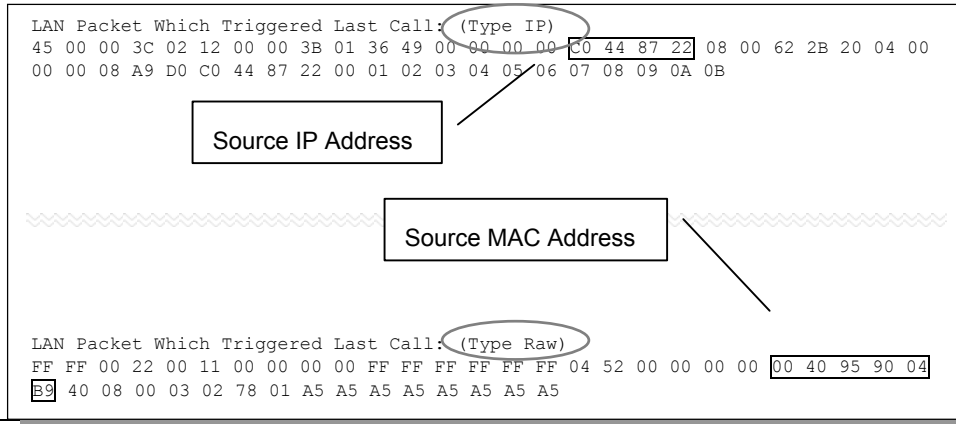 LAN Packet Which Triggered Last Call: (Type IP)
45 00 00 3C 02 12 00 00 3B 01 36 49 00 00 00 00 C0 44 87 22 08 00 62 2B 20 04 00
00 00 08 A9 D0 C0 44 87 22 00 01 02 03 04 05 06 07 08 09 0A 0B
Source IP Address
Source MAC Address
LAN Packet Which Triggered Last Call: (Type Raw)
FF FF 00 22 00 11 00 00 00 00 FF FF FF FF FF FF 04 52 00 00 00 00 00 40 95 90 04
B9 40 08 00 03 02 78 01 A5 A5 A5 A5 A5 A5 A5 A5